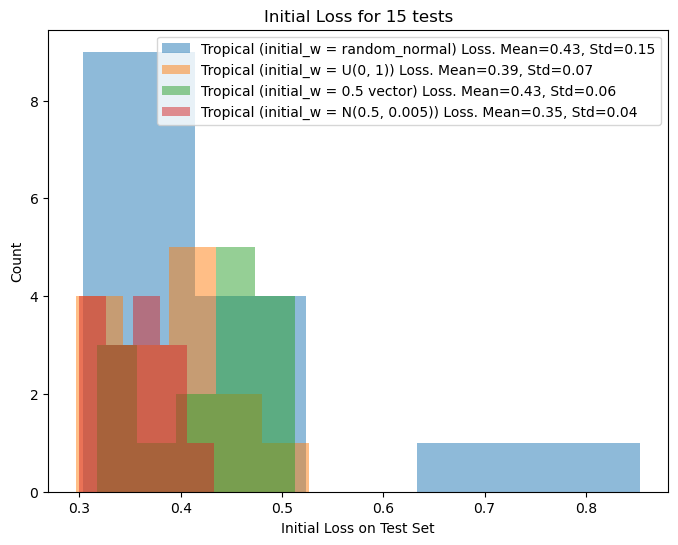 Initial Loss for 15 tests
Tropical (initial_w = random_normal) Loss. Mean=0.43, Std=0.15
Tropical (initial_w = U(0, 1)) Loss. Mean=0.39, Std=0.07
Tropical (initial_w = 0.5 vector) Loss. Mean=0.43, Std=0.06
Tropical (initial_w = N(0.5, 0.005)) Loss. Mean=0.35, Std=0.04
Count
8
6
4
2
0
0.3 0.4 0.5 0.6 0.7 0.8
Initial Loss on Test Set